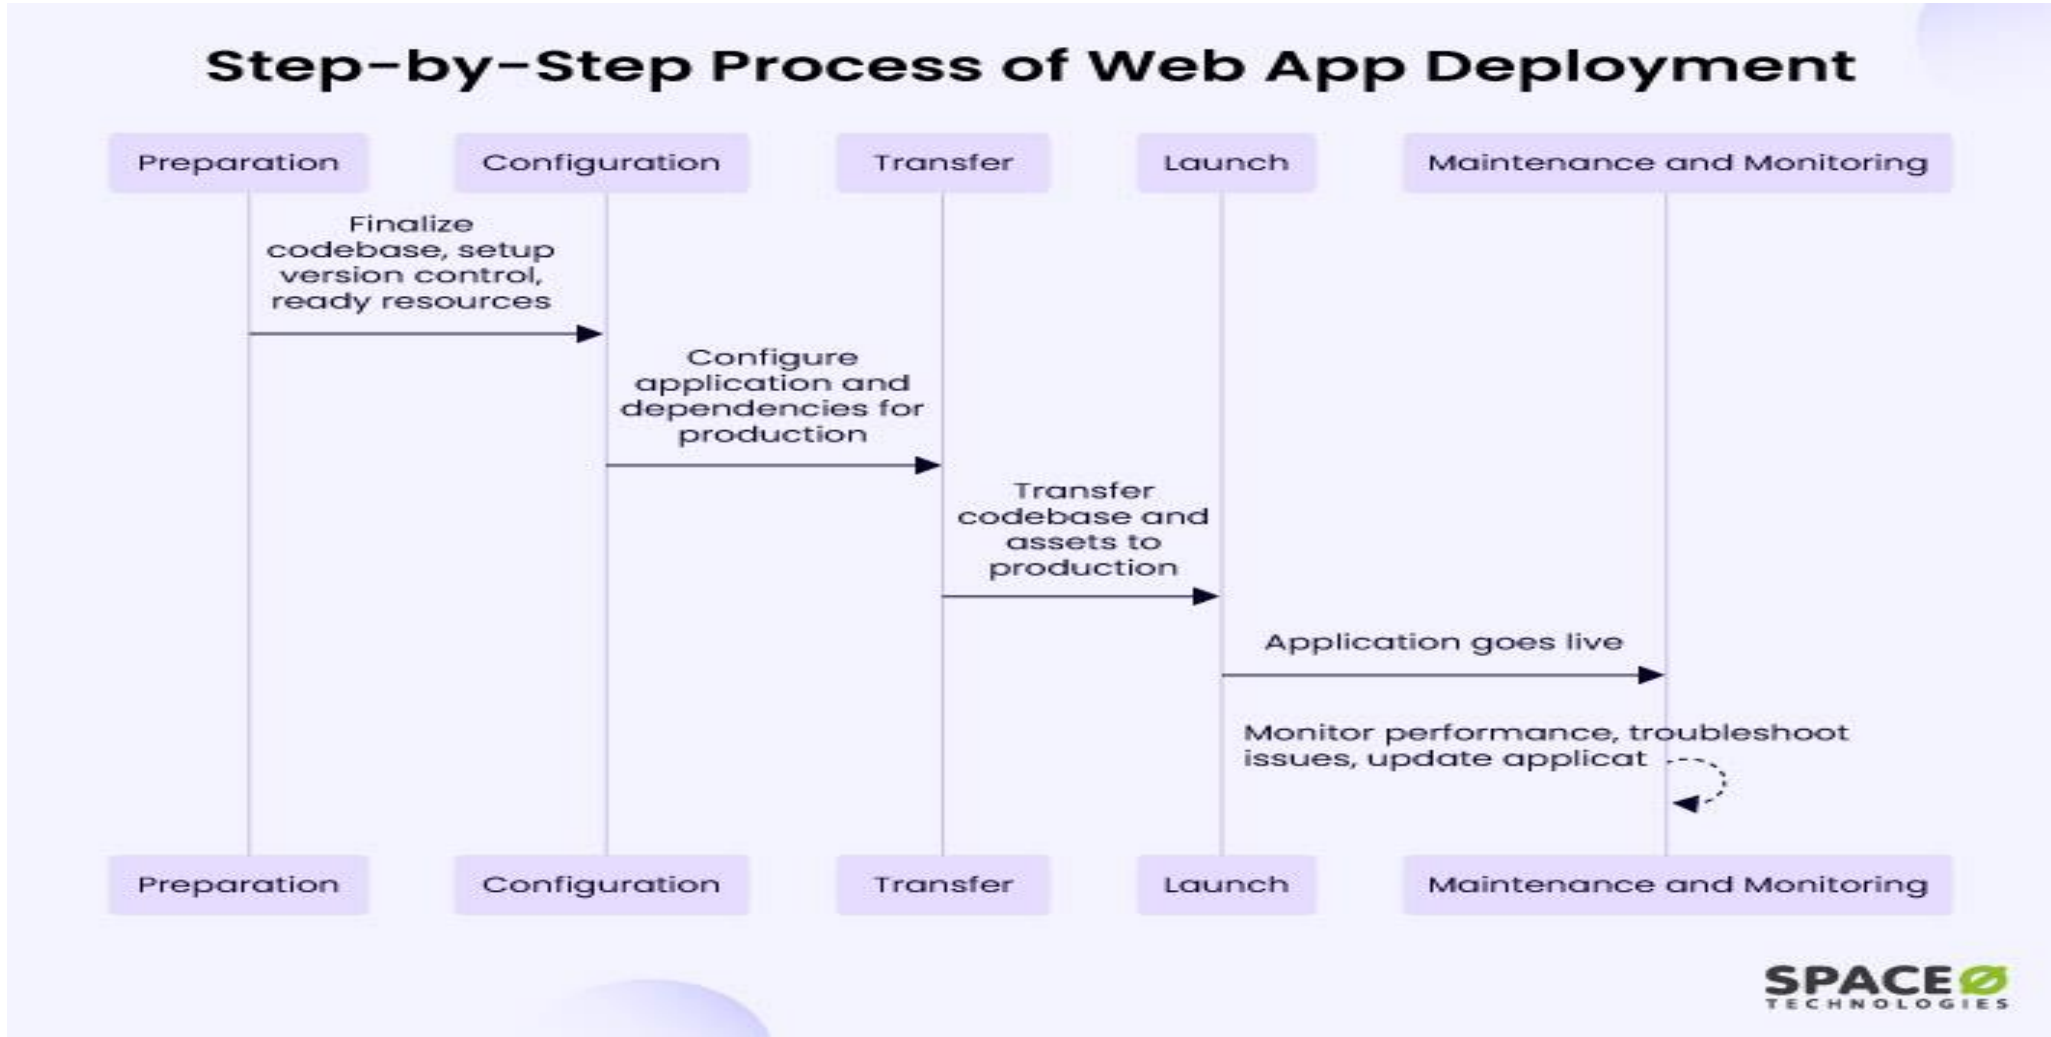 Step-by-Step Process of Web App Deployment
Preparation
Configuration
Transfer
Launch
Maintenance and Monitoring
Finalize
codebase, setup
version control,
ready resources
Configure
application and
dependencies for
production
Transfer
codebase and
assets to
production
Application goes live
Monitor performance, troubleshoot
issues, update applicat
Preparation
Configuration
Transfer
Launch
Maintenance and Monitoring
SPACEO
TECHNOLOGIES